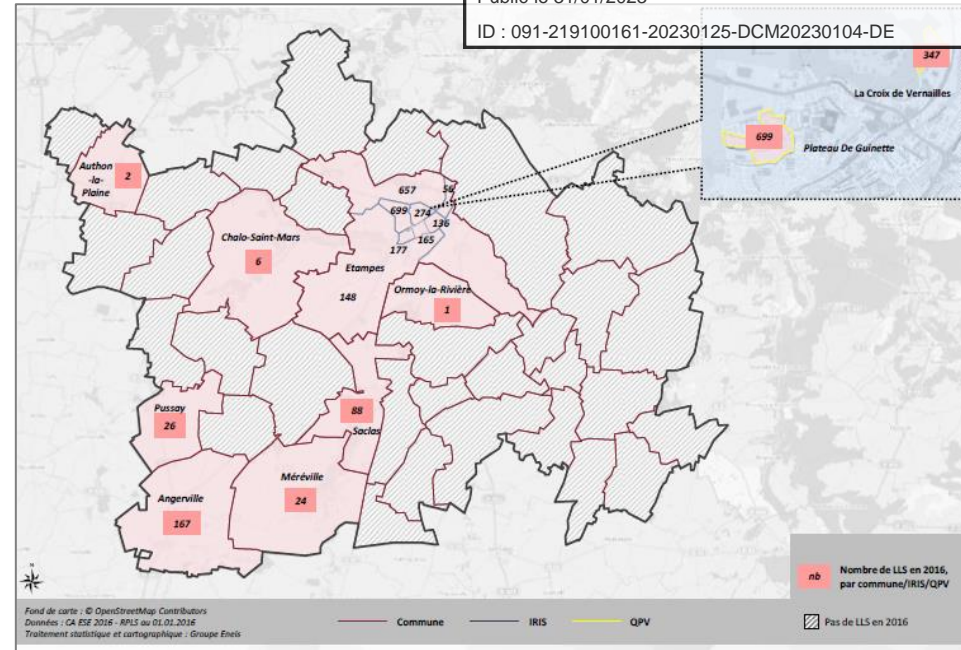 ID : 091-219100161-20230125-DCM20230104-DE
347
La Croix de Vernailles
699
Plateau De Guinette
Authon
-la-
Plaine
2
657
56
699
274
136
165
177
Chalo-Saint-Mars
6
Etampes
148
Ormoy-la-Rivière
1
Pussay
26
88
Saclas
Méréville
24
Angerville
167
N
nb
Nombre de LLS en 2016,
par commune/IRIS/QPV
Fond de carte : © OpenStreetMap Contributors
Données : CA ESE 2016 - RPLS au 01.01.2016
Traitement statistique et cartographique : Groupe Eneis
Commune
IRIS
QPV
Pas de LLS en 2016